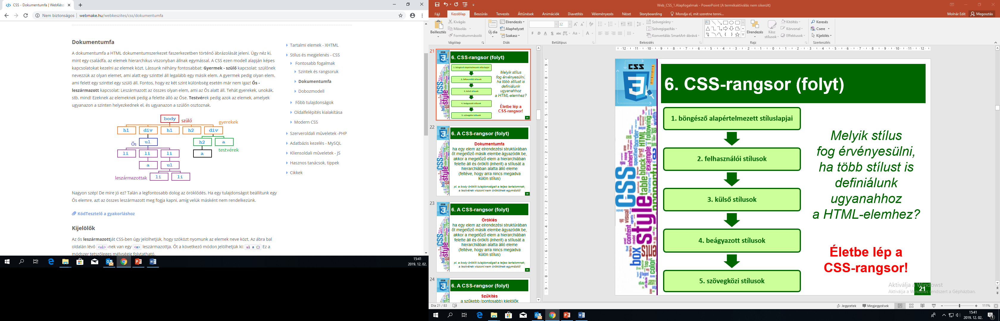 CSS - Dokumentumfa | WebKész
Nem biztonságos | webmake.hu/webkeszites/css/dokumentumfa
Dokumentumfa
A dokumentumfa a HTML dokumentumszerkezet faszerkezetben történő ábrázolását jeleni. Úgy néz ki,
mint egy családfa, az elemek hierarchikus viszonyban állnak egymással. A CSS ezen modell alapján képes
kapcsolatokat kezelni az elemek közt. Lássunk néhány fontosabbat: Gyermek - szülő kapcsolat: szülőnek
nevezzük az olyan elemet, ami alatt egy szinttel áll legalább egy másik elem. A gyermek pedig olyan elem,
ami felett egy szinttel egy szülő áll. Fontos, hogy ez két szint különbség esetén már nem igaz! Ős -
leszármazott kapcsolat: Leszármazott az összes olyan elem, ami az Ős alatt áll. Tehát gyerekek, unokák,
stb. mind! Ezeknek az elemeknek pedig a felette álló az Őse. Testvérek pedig azok az elemek, amelyek
ugyanazon a szinten helyezkednek el, és ugyanazon a szülőn osztoznak.
body szülő
gyerekek
h1 div h1 h2 div
Ős ul h2 a
testvérek
li li li a
a ul
leszármazottak li li
Nagyon szép! De mire jó ez? Talán a legfontosabb dolog az öröklődés. Ha egy tulajdonságot beállítunk egy
Ős elemre, azt az összes leszármazott meg fogja kapni, amíg velük másként nem rendelkezünk.
KódTesztelő a gyakorláshoz
Kijelölők
Az ős leszármazottját CSS-ben úgy jelölhetjük, hogy szóközt nyomunk az elemek neve közt. Az ábra bal
oldalán lévő <ul>-nek van egy <a> leszármazottja. Őt a következő módon jelölhetjük ki: ul a {} Ez a
módszer tetszőleges mélységig folytatható.
Tartalmi elemek - XHTML
Stílus és megjelenés - CSS
Fontosabb fogalmak
Szintek és rangsoruk
Dokumentumfa
Dobozmodell
Főbb tulajdonságok
Oldalfelépítés kialakítása
Modern CSS
Szerveroldali műveletek -PHP
Adatbázis kezelés - MySQL
Kliensoldali műveletek - JS
Hasznos tanácsok, tippek
Cikkek
15:41
2019. 12. 02.
Web_CSS_1.Alapfogalmak - PowerPoint (A termékaktiválás nem sikerült)
Fájl Kezdőlap Beszúrás Tervezés Áttűnések Animációk Diavetítés Véleményezés Nézet Storyboarding Mondja el, mit szeretne tenni... Molnár Edit Megosztás
Beillesztés
Kivágás
Másolás
Formátummásoló
Vágólap
Új dia
Elrendezés
Alaphelyzet
Szakasz
Diák
32
F D A S abc AV Aa A
Betűtípus
Szövegirány
Szövegigazítás
Konvertálás SmartArt-ábrává
Bekezdés
Elrendezés
Kész
stílusok
Kitöltés
Körvonal
Effektusok
Rajz
Keresés
Csere
Kijelölés
Szerkesztés
21
6. CSS-rangsor (folyt)
1. böngésző alapértelmezett stíluslapjai
2. felhasználói stílusok
3. külső stílusok
4. beágyazott stílusok
5. szövegközi stílusok
Melyik stílus
fog érvényesülni,
ha több stílust is
definiálunk
ugyanahhoz
a HTML-elemhez?
Életbe lép a
CSS-rangsor!
21
22
6. A CSS-rangsor (folyt)
Dokumentumfa
ha egy elem az elrendezési struktúrában
őt megelőző másik elembe ágyazódik be,
akkor a megelőző elem a hierarchiában
felette áll és örökíti (inherit) a stílusát a
hierarchiában alatta álló eleme
(feltéve, hogy arra nincs megadva
külön stílus)
pl. a body örökíti tulajdonságait a teljes tartalomnak,
a testvérek viszont nem örökölnek egymástól
22
23
6. A CSS-rangsor (folyt)
Öröklés
ha egy elem az elrendezési struktúrában
őt megelőző másik elembe ágyazódik be,
akkor a megelőző elem a hierarchiában
felette áll és örökíti (inherit) a stílusát a
hierarchiában alatta álló eleme
(feltéve, hogy arra nincs megadva
külön stílus)
pl. a body örökíti tulajdonságait a teljes tartalomnak,
a testvérek viszont nem örökölnek egymástól
23
24
6. A CSS-rangsor (folyt)
Szűkítés
a szűkebb (pontosabb) kijelölők
CSS
3
6. CSS-rangsor (folyt)
1. böngésző alapértelmezett stíluslapjai
2. felhasználói stílusok
3. külső stílusok
4. beágyazott stílusok
5. szövegközi stílusok
Melyik stílus
fog érvényesülni,
ha több stílust is
definiálunk
ugyanahhoz
a HTML-elemhez?
Életbe lép a
CSS-rangsor!
21
CSS style box table block HTML example following width inherit border specified content visual color top first
Aktiválja a Windowst
Aktiválja a Windows rendszert a Gépházban.
Dia 21 / 83
Jegyzetek Megjegyzések 111%
15:41
2019. 12. 02.
1